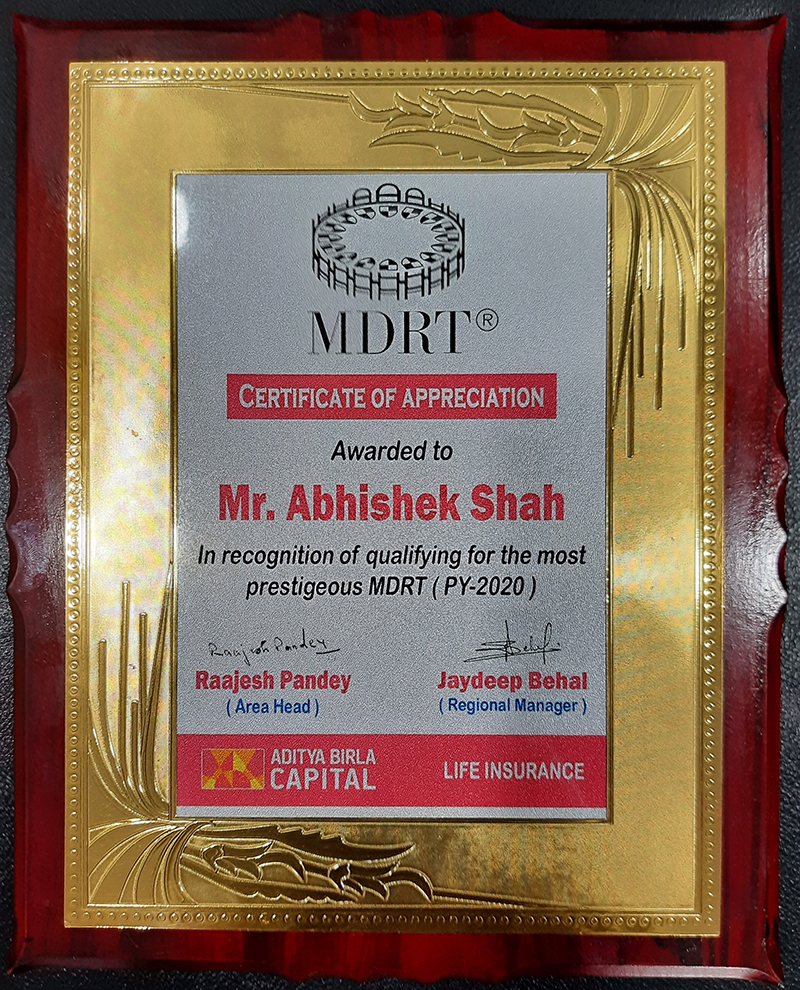 MDRT®
CERTIFICATE OF APPRECIATION
Awarded to
Mr. Abhishek Shah
In recognition of qualifying for the most
prestigeous MDRT ( PY-2020 )
Raajesh Pandey
Raajesh Pandey
( Area Head )
Jaydeep Behal
( Regional Manager )
ADITYA BIRLA
CAPITAL
LIFE INSURANCE